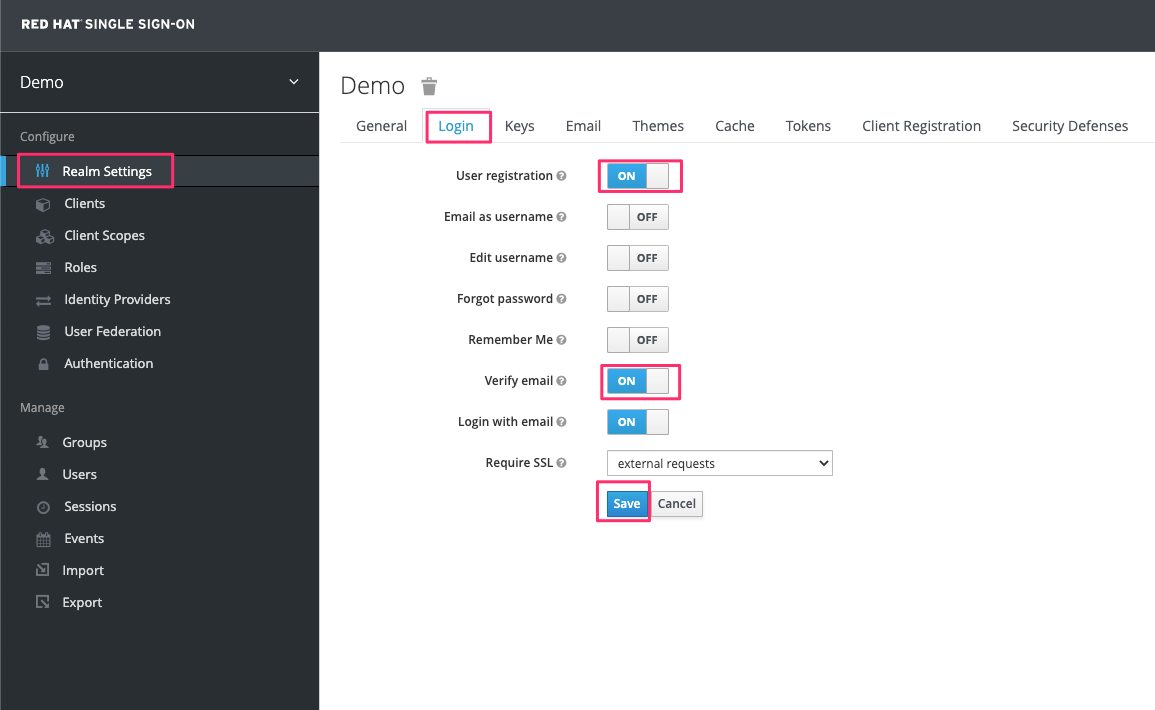 RED HAT SINGLE SIGN-ON
Demo
Configure
Realm Settings
Clients
Client Scopes
Roles
Identity Providers
User Federation
Authentication
Manage
Groups
Users
Sessions
Events
Import
Export
Demo
General Login Keys Email Themes Cache Tokens Client Registration Security Defenses
User registration ON
Email as username OFF
Edit username OFF
Forgot password OFF
Remember Me OFF
Verify email ON
Login with email ON
Require SSL external requests
Save Cancel